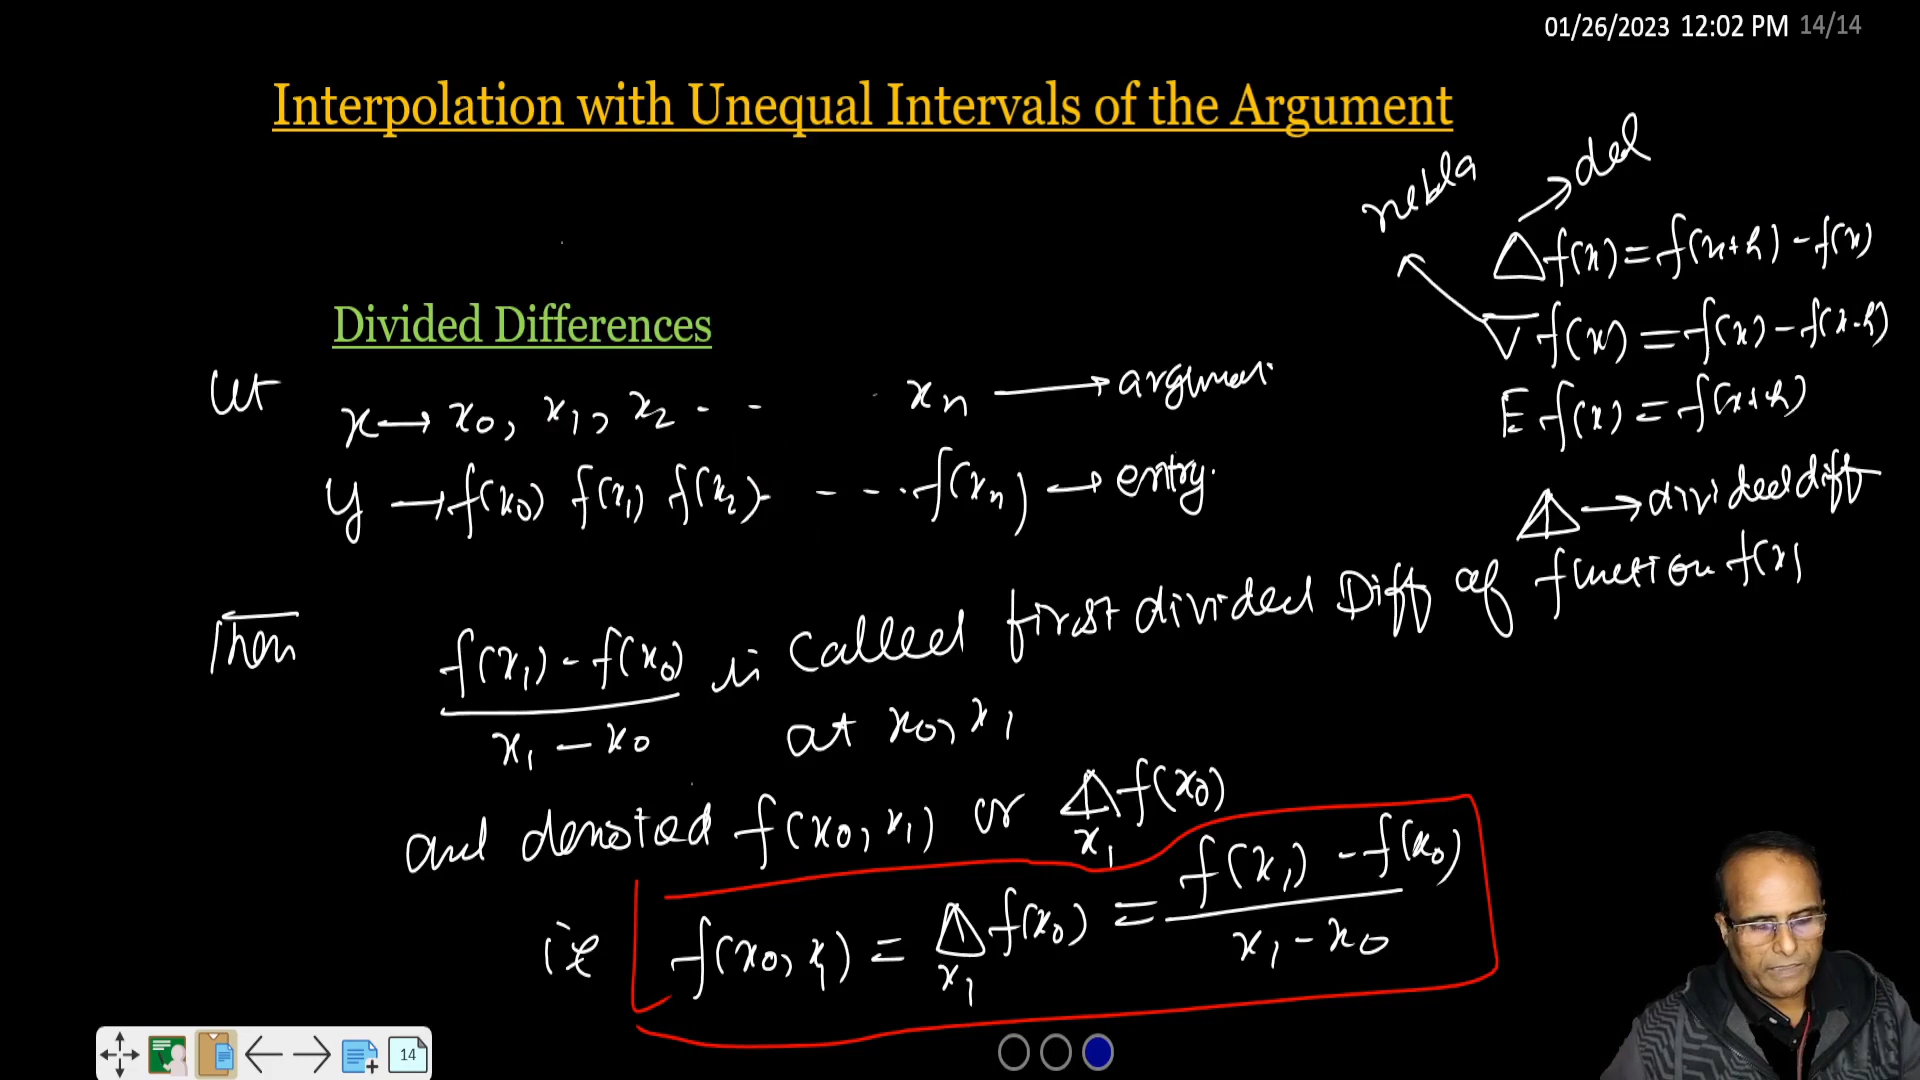 01/26/2023 12:02 PM 14/14
Interpolation with Unequal Intervals of the Argument
nebla
del
Δf(x) = f(x+h) - f(x)
Divided Differences
∇f(x) = f(x) - f(x-h)
Let x → x0, x1, x2 - - xn → argument
E f(x) = f(x+h)
y → f(x0) f(x1) f(x2) - - - - f(xn) → entry.
⍋ → divided diff
Then f(x1) - f(x0) / x1 - x0 is called first divided Diff of function f(x)
at x0, x1
and denoted f(x0, x1) or ⍋x1 f(x0)
ie f(x0, x1) = ⍋x1 f(x0) = f(x1) - f(x0) / x1 - x0
14